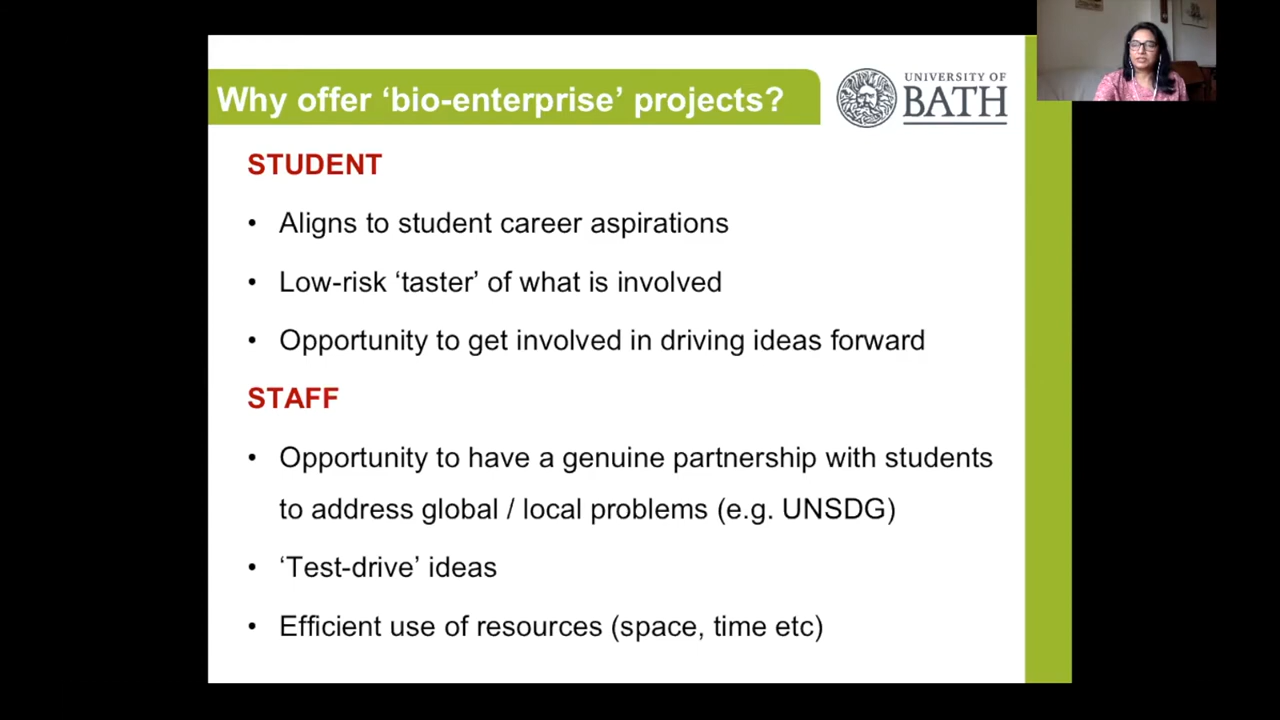 Why offer ‘bio-enterprise’ projects?
UNIVERSITY OF
BATH
STUDENT
• Aligns to student career aspirations
• Low-risk ‘taster’ of what is involved
• Opportunity to get involved in driving ideas forward
STAFF
• Opportunity to have a genuine partnership with students
to address global / local problems (e.g. UNSDG)
• ‘Test-drive’ ideas
• Efficient use of resources (space, time etc)